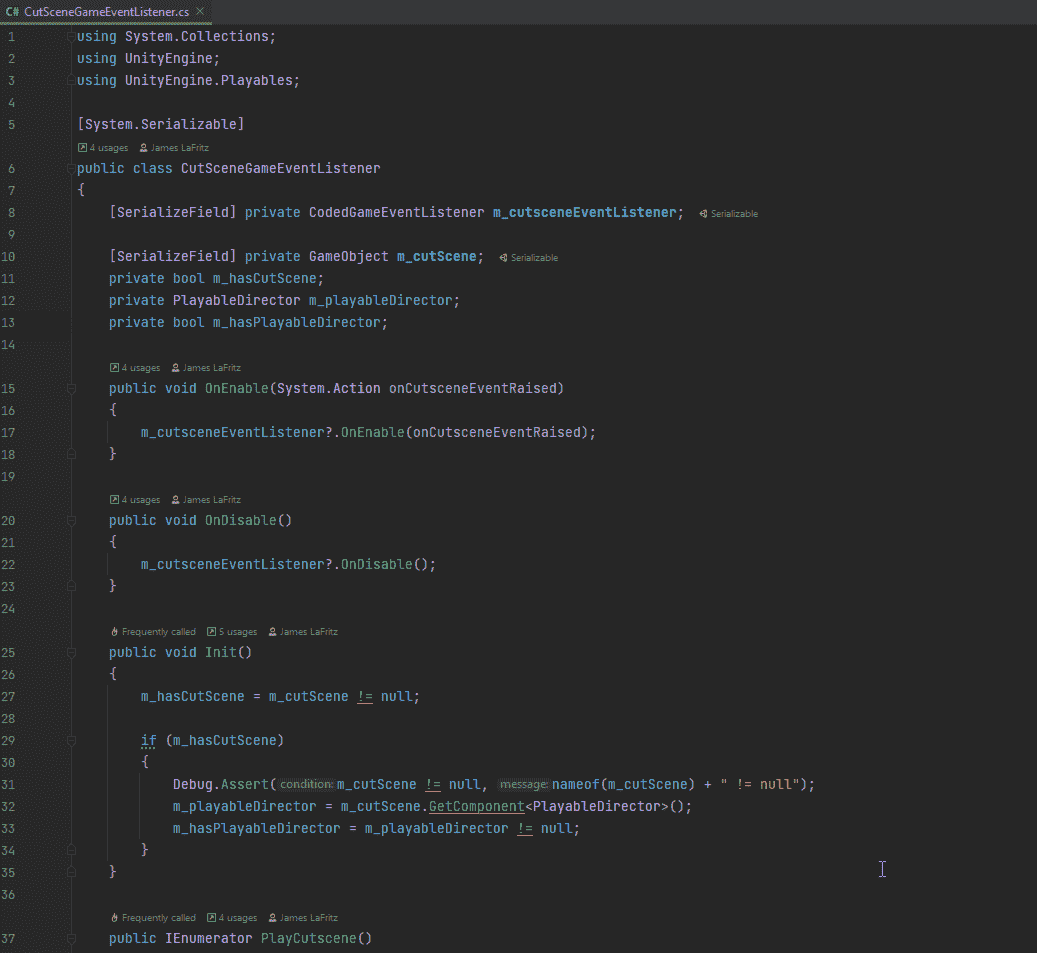 C# CutSceneGameEventListener.cs ×
1 using System.Collections;
2 using UnityEngine;
3 using UnityEngine.Playables;
4
5 [System.Serializable]
4 usages James LaFritz
6 public class CutSceneGameEventListener
7 {
8 [SerializeField] private CodedGameEventListener m_cutsceneEventListener; Serializable
9
10 [SerializeField] private GameObject m_cutScene; Serializable
11 private bool m_hasCutScene;
12 private PlayableDirector m_playableDirector;
13 private bool m_hasPlayableDirector;
14
4 usages James LaFritz
15 public void OnEnable(System.Action onCutsceneEventRaised)
16 {
17 m_cutsceneEventListener?.OnEnable(onCutsceneEventRaised);
18 }
19
4 usages James LaFritz
20 public void OnDisable()
21 {
22 m_cutsceneEventListener?.OnDisable();
23 }
24
Frequently called 5 usages James LaFritz
25 public void Init()
26 {
27 m_hasCutScene = m_cutScene != null;
28
29 if (m_hasCutScene)
30 {
31 Debug.Assert(condition: m_cutScene != null, message: nameof(m_cutScene) + " != null");
32 m_playableDirector = m_cutScene.GetComponent<PlayableDirector>();
33 m_hasPlayableDirector = m_playableDirector != null;
34 }
35 }
36
Frequently called 4 usages James LaFritz
37 public IEnumerator PlayCutscene()